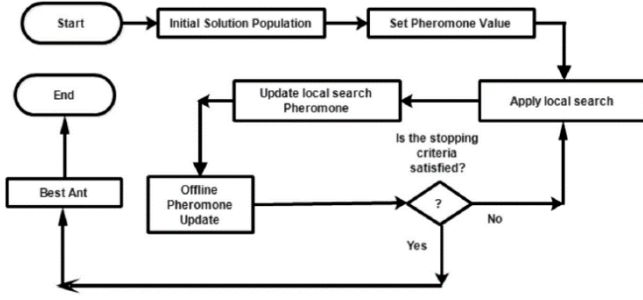 Start
Initial Solution Population
Set Pheromone Value
End
Update local search
Pheromone
Apply local search
Is the stopping
criteria
satisfied?
Best Ant
Offline
Pheromone
Update
?
No
Yes